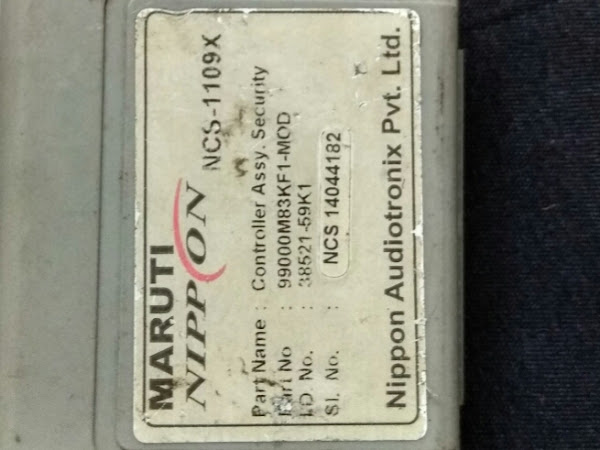 MARUTI
NIPPON NCS-1109X
Part Name : Controller Assy. Security
Part No : 99000M83KF1-MOD
I.D. No. : 38521-59K1
Sl. No. : NCS 14044182
Nippon Audiotronix Pvt. Ltd.